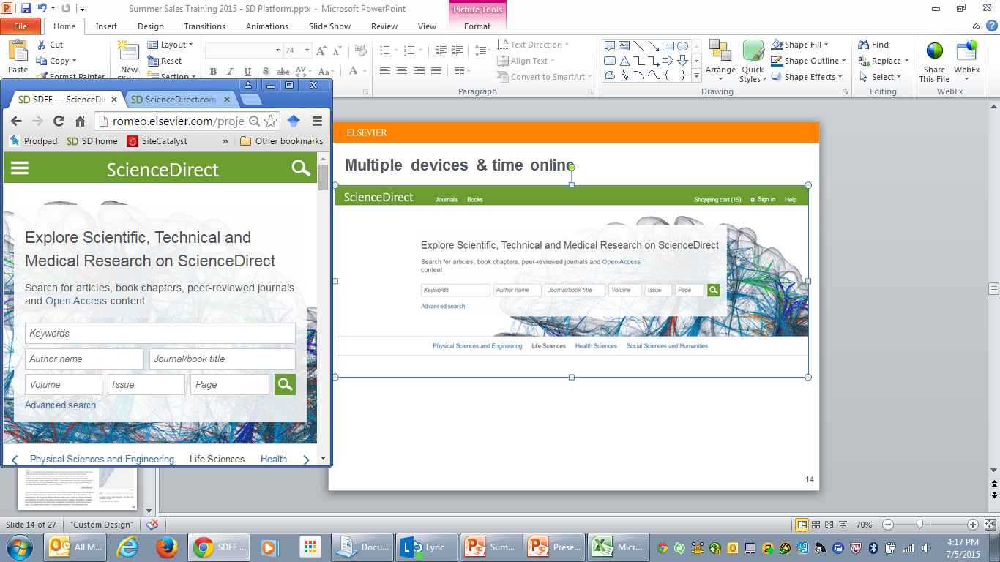 Summer Sales Training 2015 - SD Platform.pptx - Microsoft PowerPoint
Picture Tools
File Home Insert Design Transitions Animations Slide Show Review View Format
Paste
Cut
Copy
Format Painter
New
Layout
Reset
Section
24
B I U S abc AV Aa A
Text Direction
Align Text
Convert to SmartArt
Paragraph
Arrange
Quick
Styles
Shape Fill
Shape Outline
Shape Effects
Drawing
Find
Replace
Select
Editing
Share
This File
WebEx
WebEx
SD SDFE — ScienceDi
SD ScienceDirect.com
romeo.elsevier.com/proje
Prodpad
SD SD home
SiteCatalyst
»
Other bookmarks
ScienceDirect
Explore Scientific, Technical and
Medical Research on ScienceDirect
Search for articles, book chapters, peer-reviewed journals
and Open Access content
Keywords
Author name
Journal/book title
Volume
Issue
Page
Advanced search
Physical Sciences and Engineering
Life Sciences
Health
ELSEVIER
Multiple devices & time online
ScienceDirect
Journals
Books
Shopping cart (15)
Sign in
Help
Explore Scientific, Technical and Medical Research on ScienceDirect
Search for articles, book chapters, peer-reviewed journals and Open Access
content
Keywords
Author name
Journal/book title
Volume
Issue
Page
Advanced search
Physical Sciences and Engineering
Life Sciences
Health Sciences
Social Sciences and Humanities
14
Slide 14 of 27
"Custom Design"
70%
All M...
SDFE ...
Docu...
Lync
Sum...
Prese...
Micr...
4:17 PM
7/5/2015